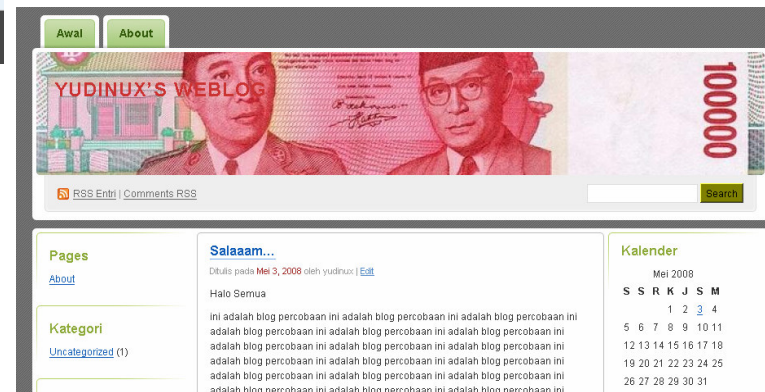 Awal
About
YUDINUX'S WEBLOG
100000
RSS Entri | Comments RSS
Search
Pages
About
Kategori
Uncategorized (1)
Salaaam...
Ditulis pada Mei 3, 2008 oleh yudinux | Edit
Halo Semua
ini adalah blog percobaan ini adalah blog percobaan ini adalah blog percobaan ini
adalah blog percobaan ini adalah blog percobaan ini adalah blog percobaan ini
adalah blog percobaan ini adalah blog percobaan ini adalah blog percobaan ini
adalah blog percobaan ini adalah blog percobaan ini adalah blog percobaan ini
adalah blog percobaan ini adalah blog percobaan ini adalah blog percobaan ini
adalah blog percobaan ini adalah blog percobaan ini adalah blog percobaan ini
Kalender
Mei 2008
S S R K J S M
1 2 3 4
5 6 7 8 9 10 11
12 13 14 15 16 17 18
19 20 21 22 23 24 25
26 27 28 29 30 31